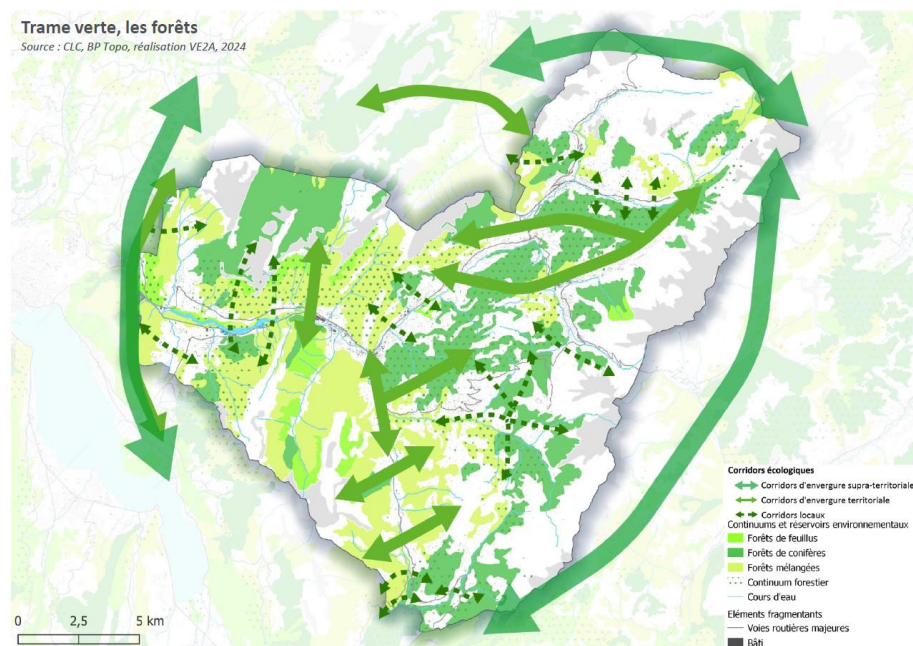 Trame verte, les forêts
Source : CLC, BP Topo, réalisation VE2A, 2024
Corridors écologiques
Corridors d'envergure supra-territoriale
Corridors d'envergure territoriale
Corridors locaux
Continuums et réservoirs environnementaux
Forêts de feuillus
Forêts de conifères
Forêts mélangées
Continuum forestier
Cours d'eau
Eléments fragmentants
Voies routières majeures
Bâti
0 2,5 5 km